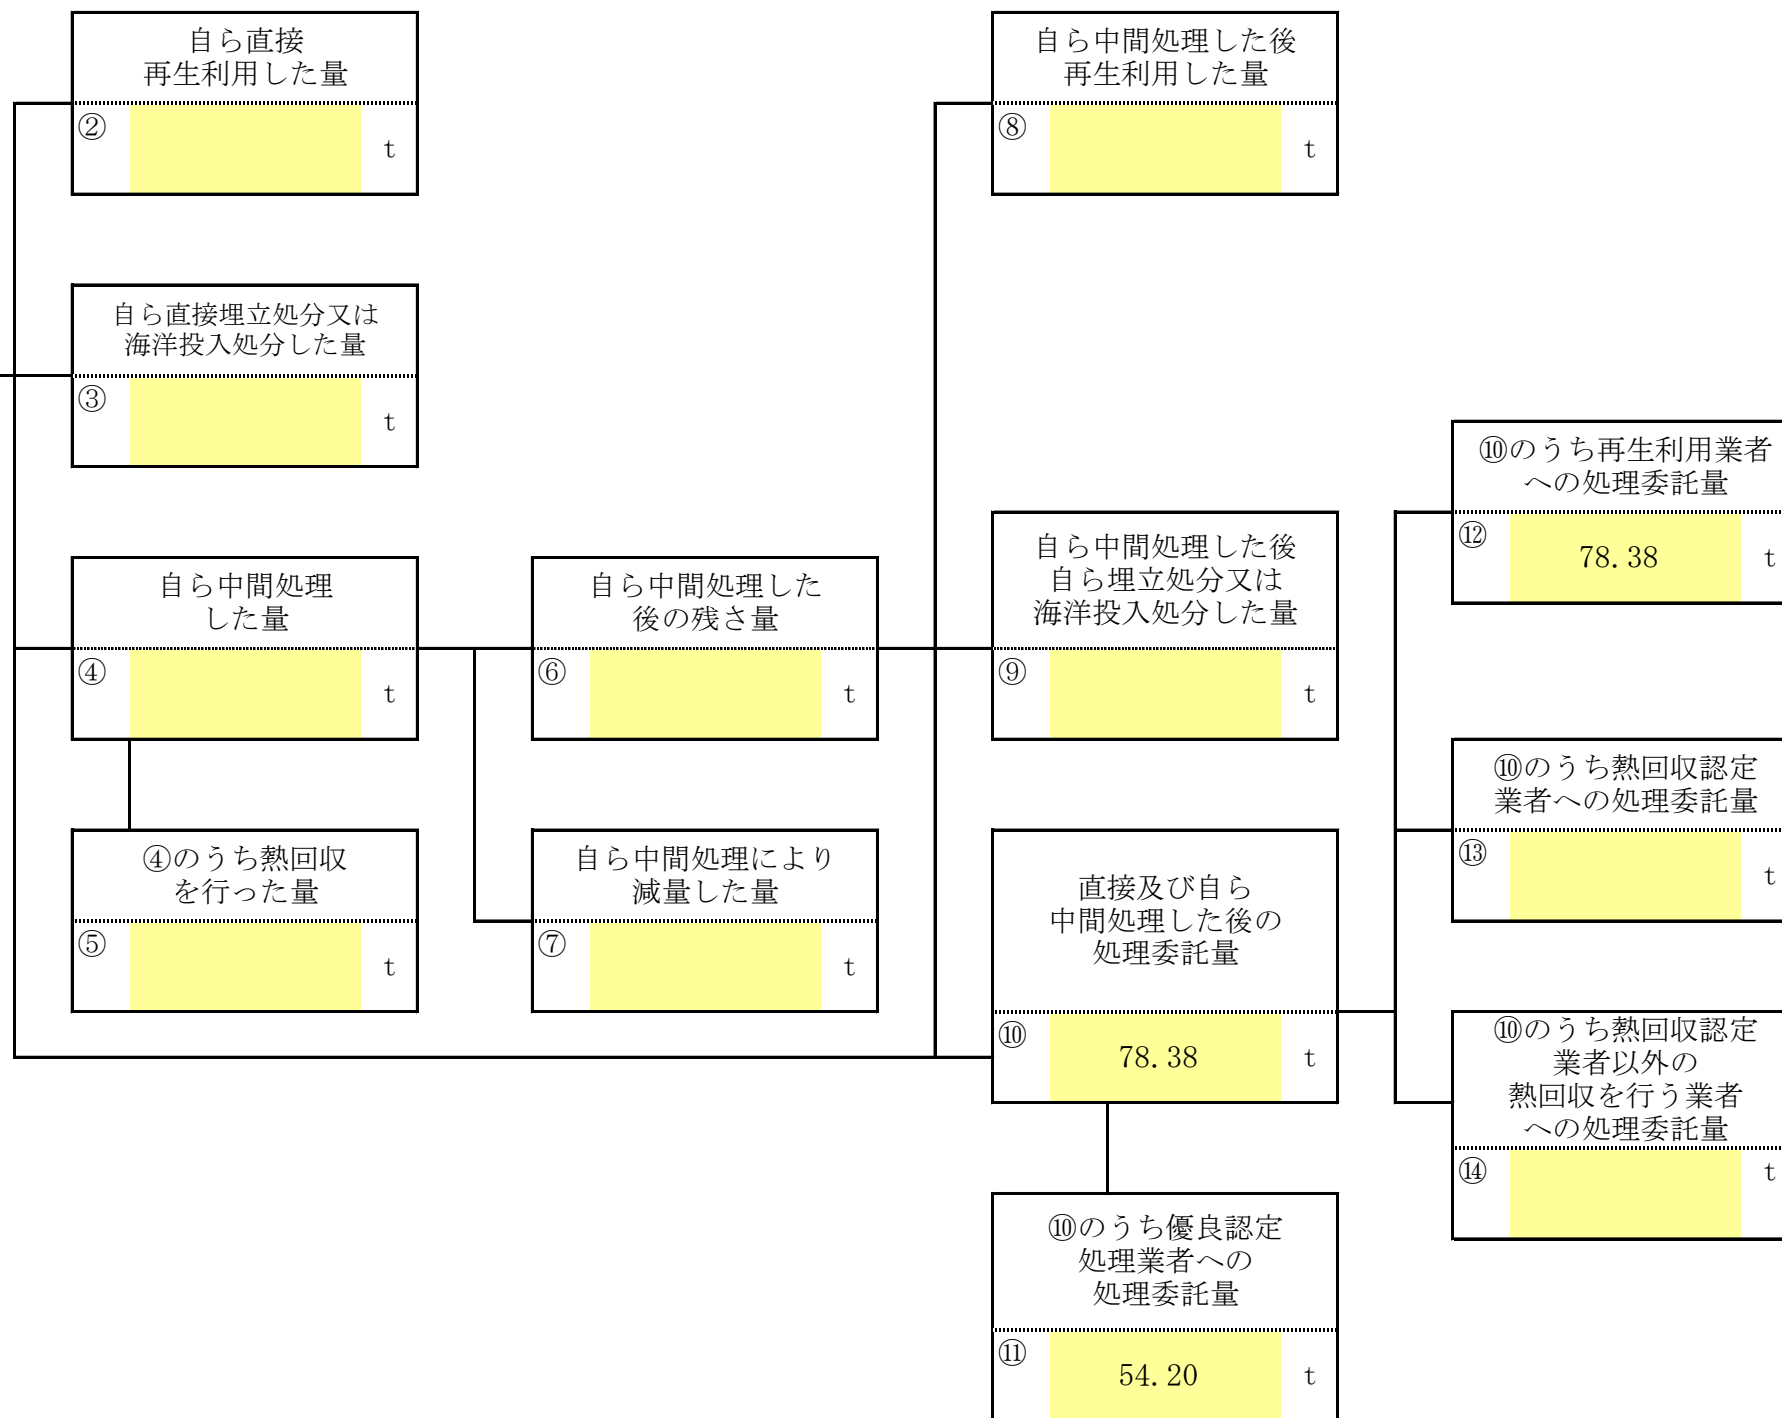 自ら直接
再生利用した量
②
t
自ら中間処理した後
再生利用した量
⑧
t
自ら直接埋立処分又は
海洋投入処分した量
③
t
⑩のうち再生利用業者
への処理委託量
⑫
78.38
t
自ら中間処理
した量
④
t
自ら中間処理した
後の残さ量
⑥
t
自ら中間処理した後
自ら埋立処分又は
海洋投入処分した量
⑨
t
⑩のうち熱回収認定
業者への処理委託量
⑬
t
④のうち熱回収
を行った量
⑤
t
自ら中間処理により
減量した量
⑦
t
直接及び自ら
中間処理した後の
処理委託量
⑩
78.38
t
⑩のうち熱回収認定
業者以外の
熱回収を行う業者
への処理委託量
⑭
t
⑩のうち優良認定
処理業者への
処理委託量
⑪
54.20
t